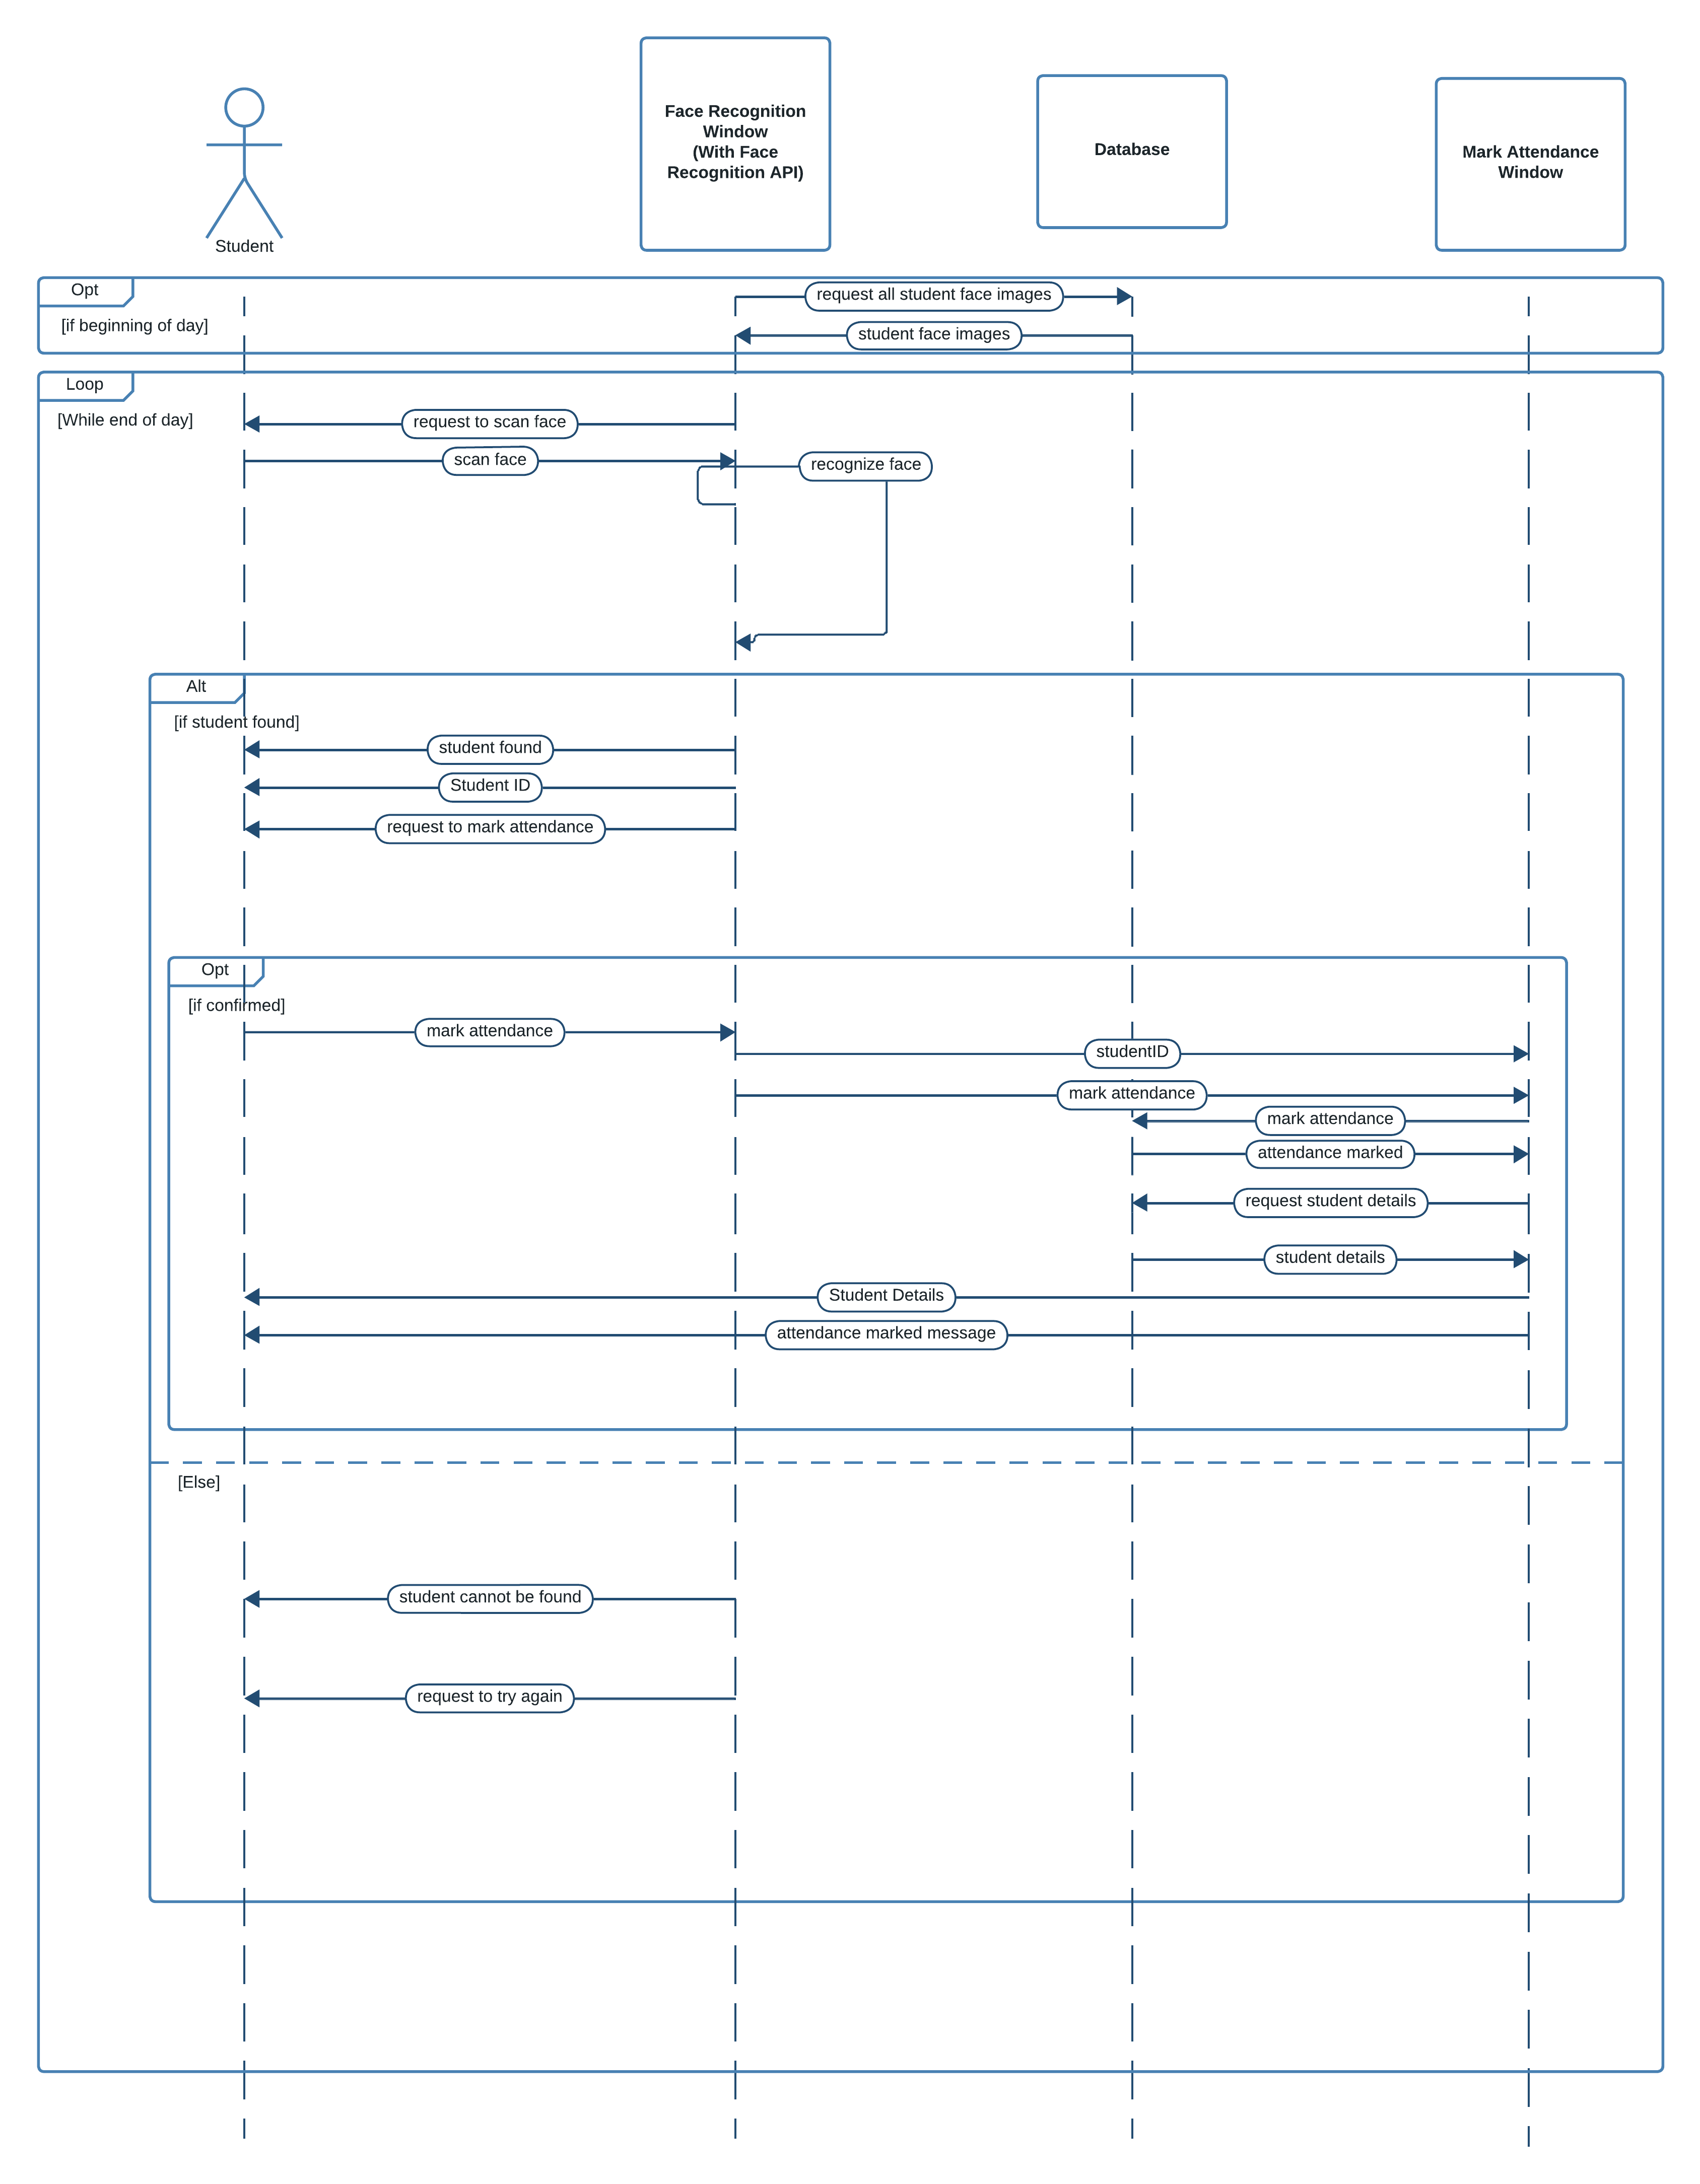 Face Recognition
Window
(With Face
Recognition API)
Database
Mark Attendance
Window
Student
Opt
request all student face images
[if beginning of day]
student face images
Loop
[While end of day]
request to scan face
scan face
recognize face
Alt
[if student found]
student found
Student ID
request to mark attendance
Opt
[if confirmed]
mark attendance
studentID
mark attendance
mark attendance
attendance marked
request student details
student details
Student Details
attendance marked message
[Else]
student cannot be found
request to try again